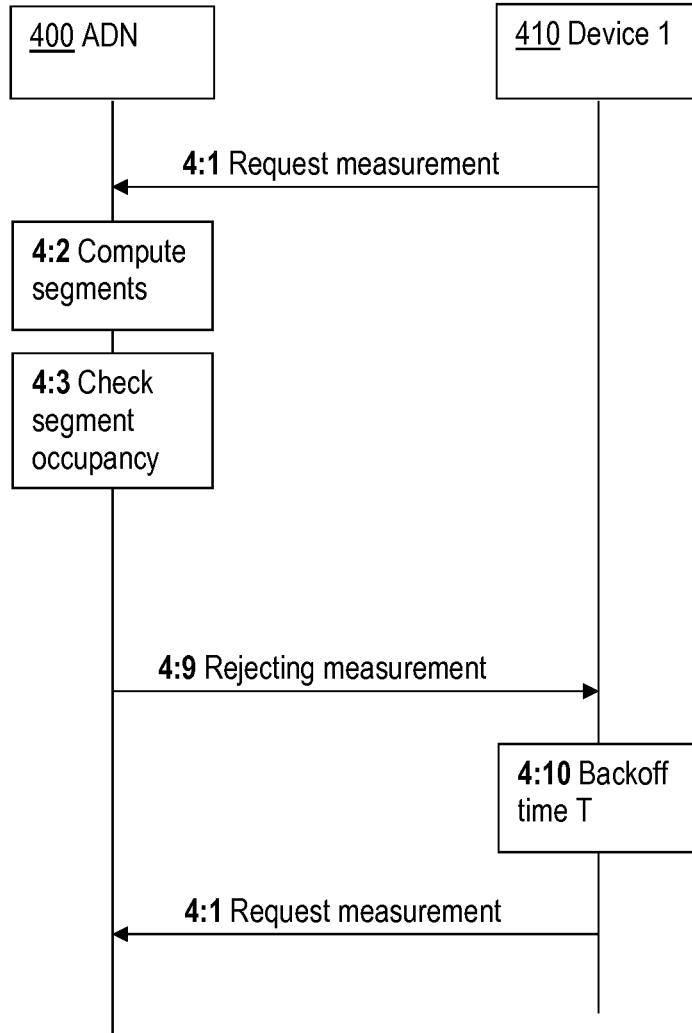 400 ADN
410 Device 1
4:1 Request measurement
4:2 Compute
segments
4:3 Check
segment
occupancy
4:9 Rejecting measurement
4:10 Backoff
time T
4:1 Request measurement